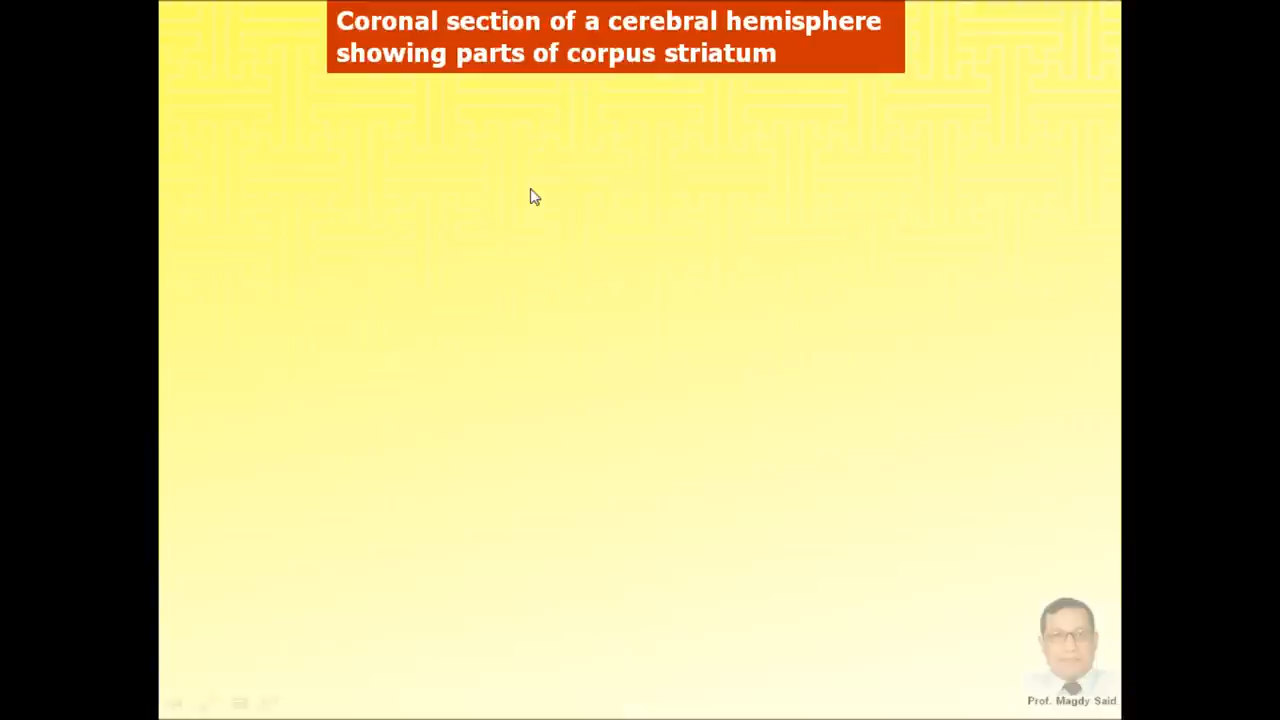 Coronal section of a cerebral hemisphere
showing parts of corpus striatum
Prof. Magdy Said